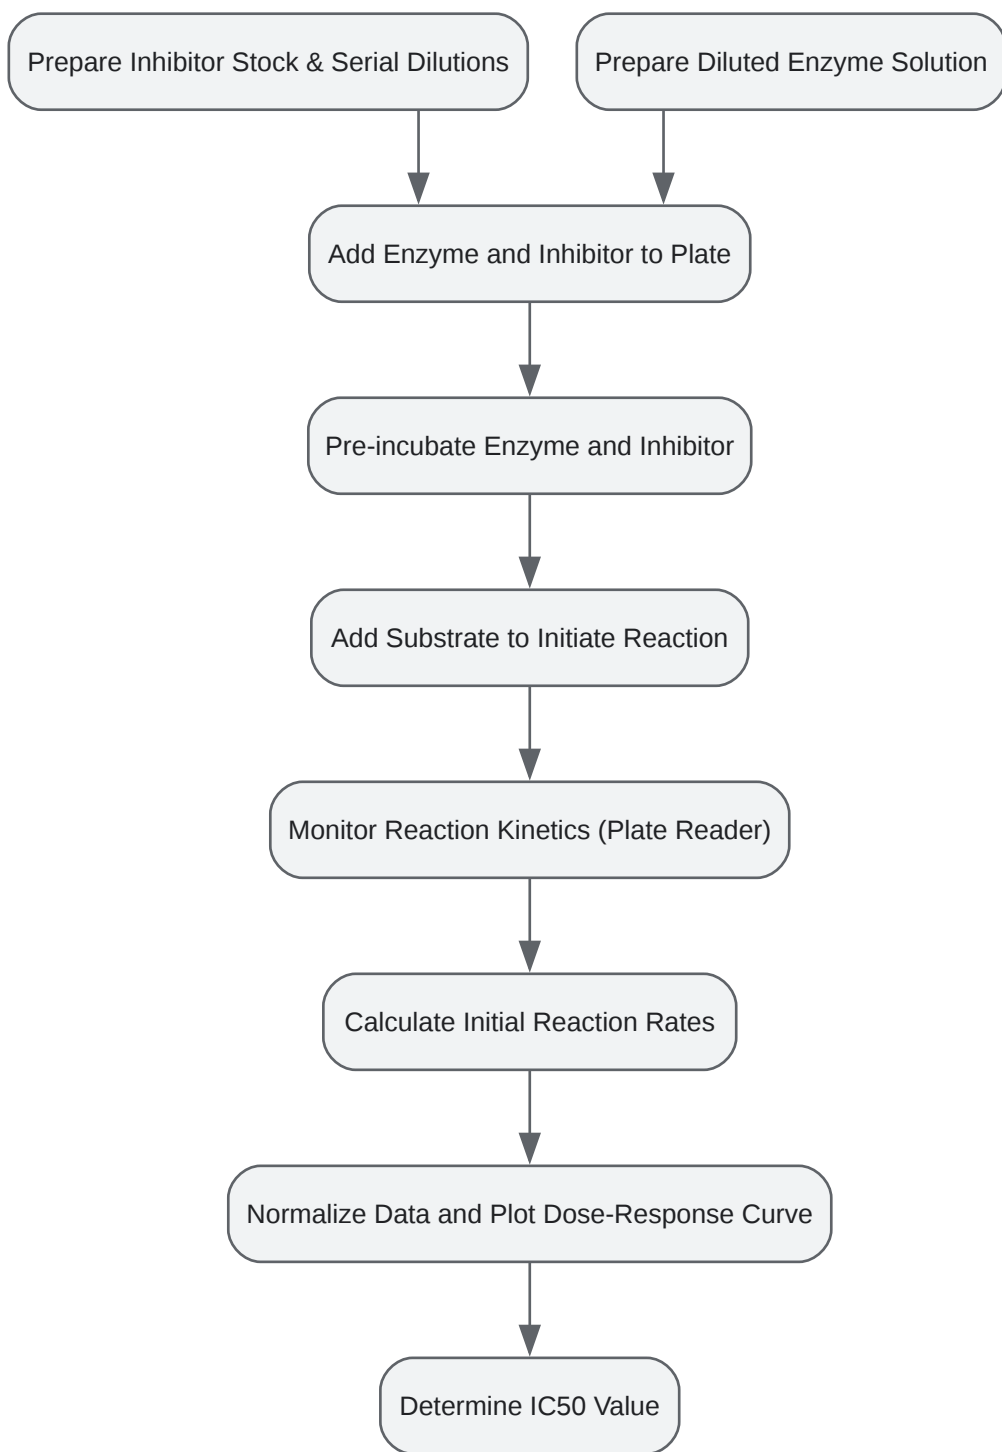 Prepare Inhibitor Stock & Serial Dilutions
Prepare Diluted Enzyme Solution
Add Enzyme and Inhibitor to Plate
Pre-incubate Enzyme and Inhibitor
Add Substrate to Initiate Reaction
Monitor Reaction Kinetics (Plate Reader)
Calculate Initial Reaction Rates
Normalize Data and Plot Dose-Response Curve
Determine IC50 Value